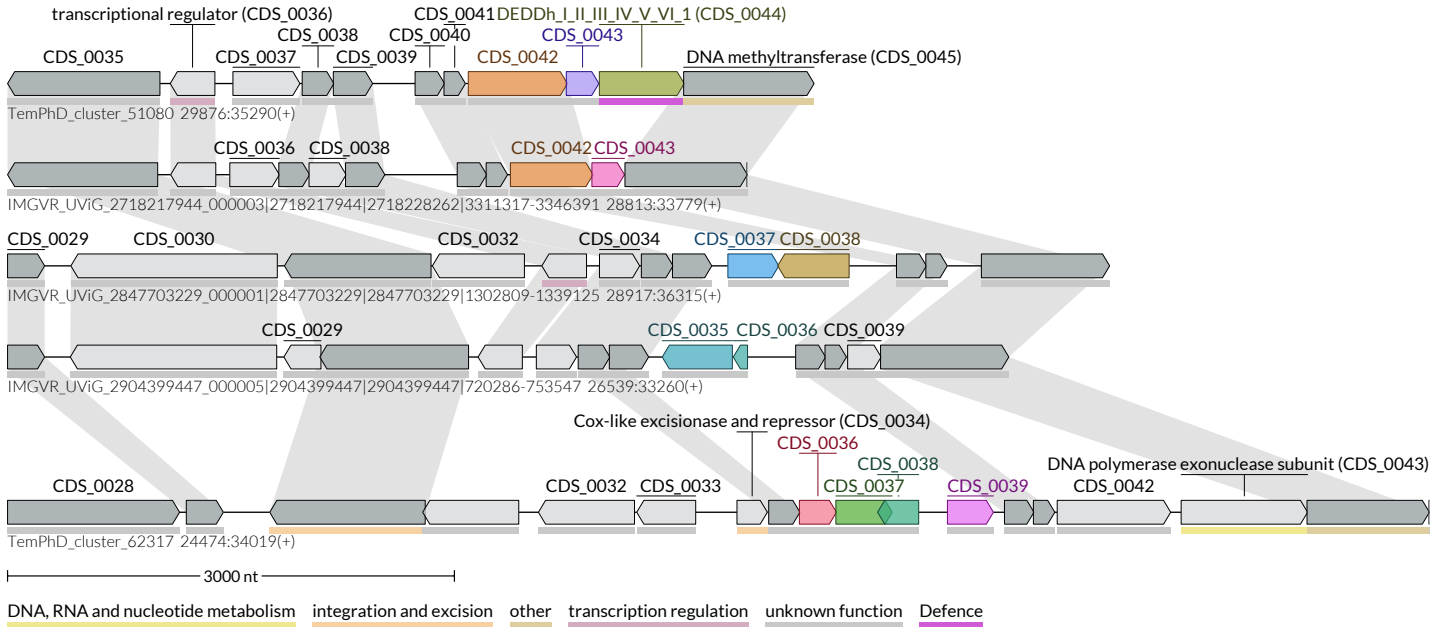 transcriptional regulator (CDS_0036) CDS_0041 DEDDh_I_II_III_IV_V_VI_1 (CDS_0044)
CDS_0038 CDS_0040 CDS_0043
CDS_0035 CDS_0037 CDS_0039 CDS_0042 DNA methyltransferase (CDS_0045)
TemPhD_cluster_51080 29876:35290(+)
CDS_0036 CDS_0038 CDS_0042 CDS_0043
IMGVR_UViG_2718217944_000003|2718217944|2718228262|3311317-3346391 28813:33779(+)
CDS_0029 CDS_0030 CDS_0032 CDS_0034 CDS_0037 CDS_0038
IMGVR_UViG_2847703229_000001|2847703229|2847703229|1302809-1339125 28917:36315(+)
CDS_0029 CDS_0035 CDS_0036 CDS_0039
IMGVR_UViG_2904399447_000005|2904399447|2904399447|720286-753547 26539:33260(+)
Cox-like excisionase and repressor (CDS_0034)
CDS_0036
CDS_0038 DNA polymerase exonuclease subunit (CDS_0043)
CDS_0028 CDS_0032 CDS_0033 CDS_0037 CDS_0039 CDS_0042
TemPhD_cluster_62317 24474:34019(+)
3000 nt
DNA, RNA and nucleotide metabolism integration and excision other transcription regulation unknown function Defence